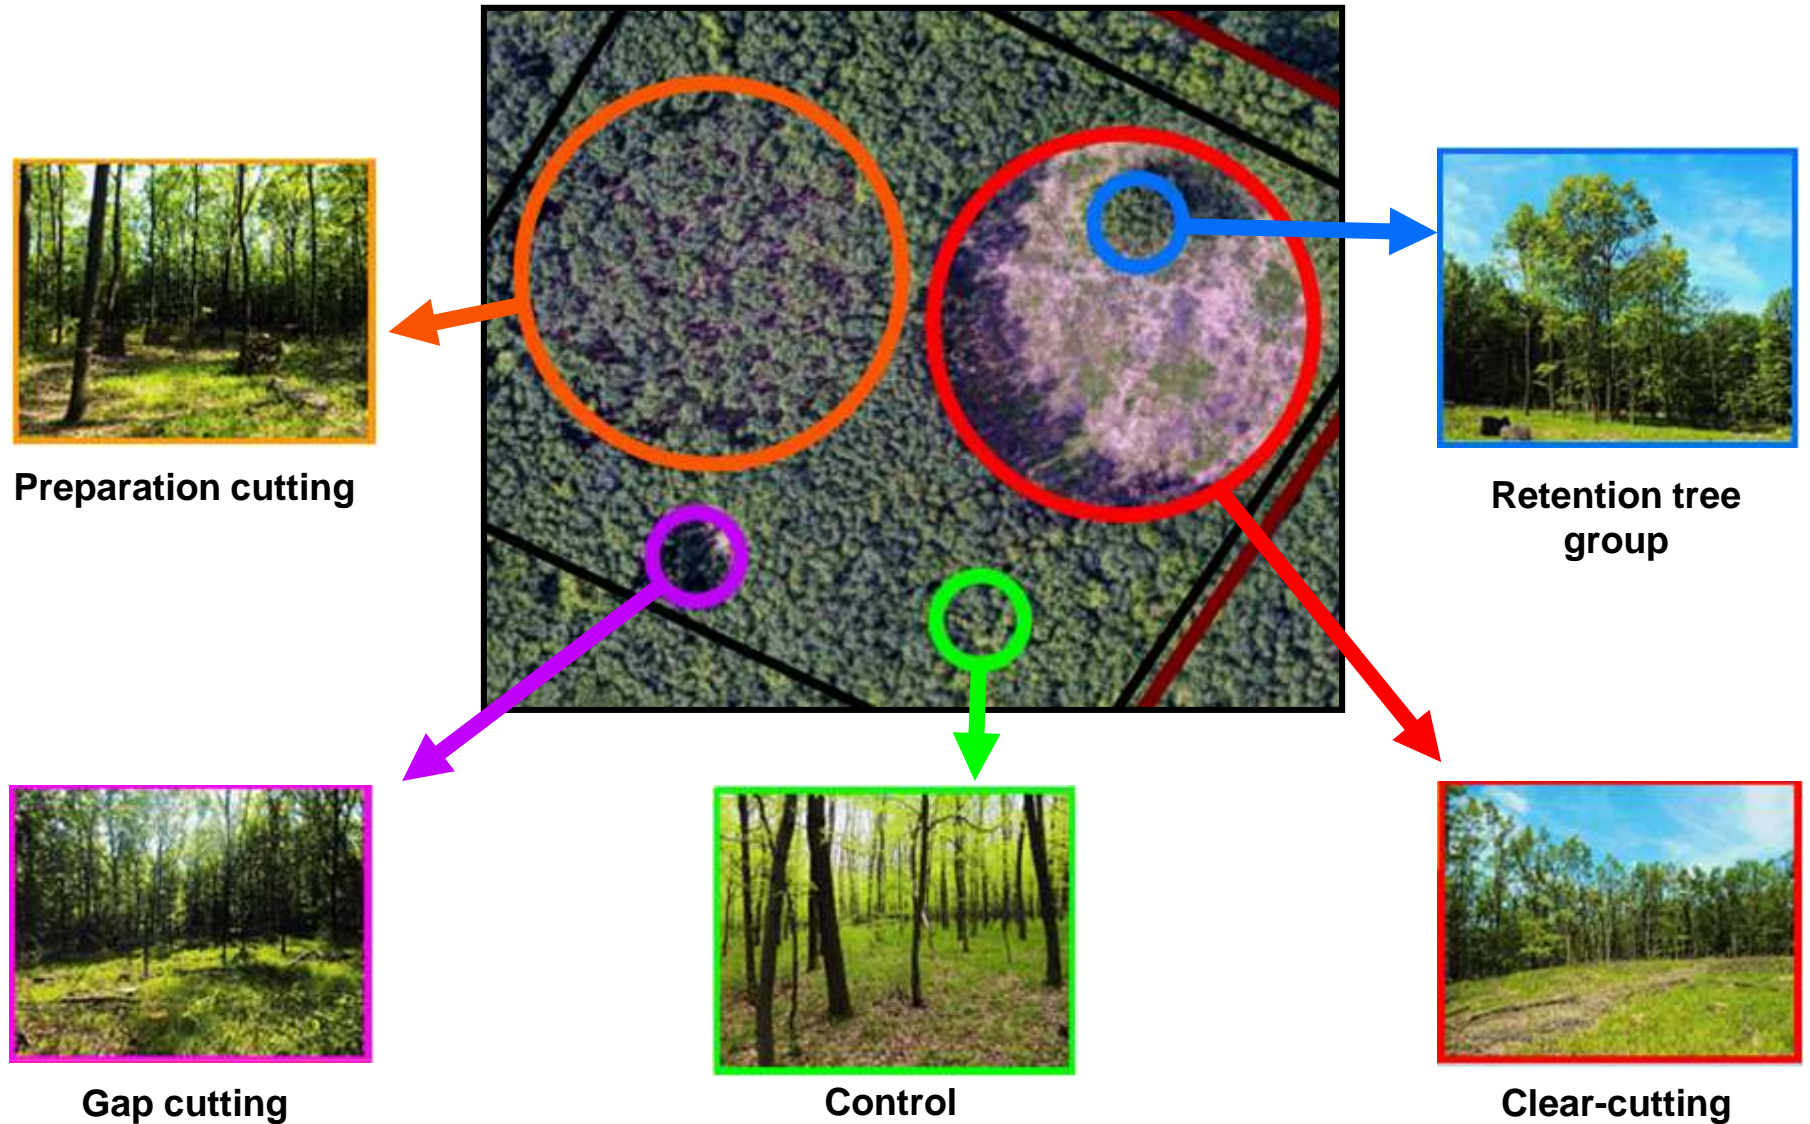 Preparation cutting
Retention tree
group
Gap cutting
Control
Clear-cutting